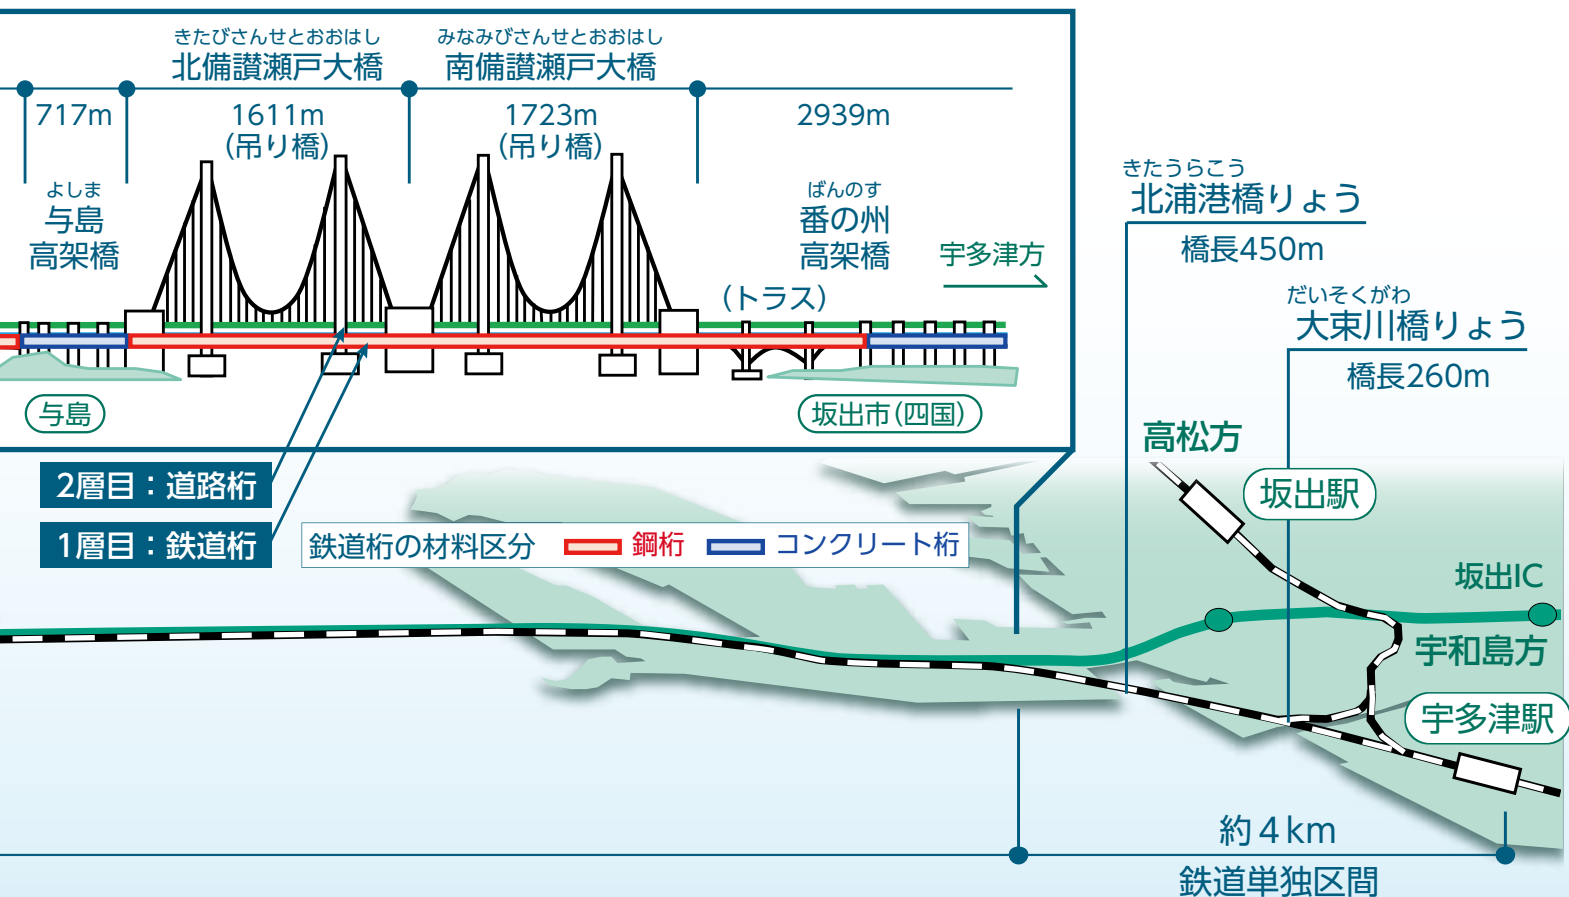 きたびさんせとおおはし
北備讃瀬戸大橋
みなみびさんせとおおはし
南備讃瀬戸大橋
717m
1611m
(吊り橋)
1723m
(吊り橋)
2939m
よしま
与島
高架橋
ばんのす
番の州
高架橋
(トラス)
宇多津方
与島
坂出市(四国)
きたうらこう
北浦港橋りょう
橋長450m
だいそくがわ
大束川橋りょう
橋長260m
2層目:道路桁
1層目:鉄道桁
鉄道桁の材料区分
鋼桁
コンクリート桁
高松方
坂出駅
坂出IC
宇和島方
宇多津駅
約4km
鉄道単独区間